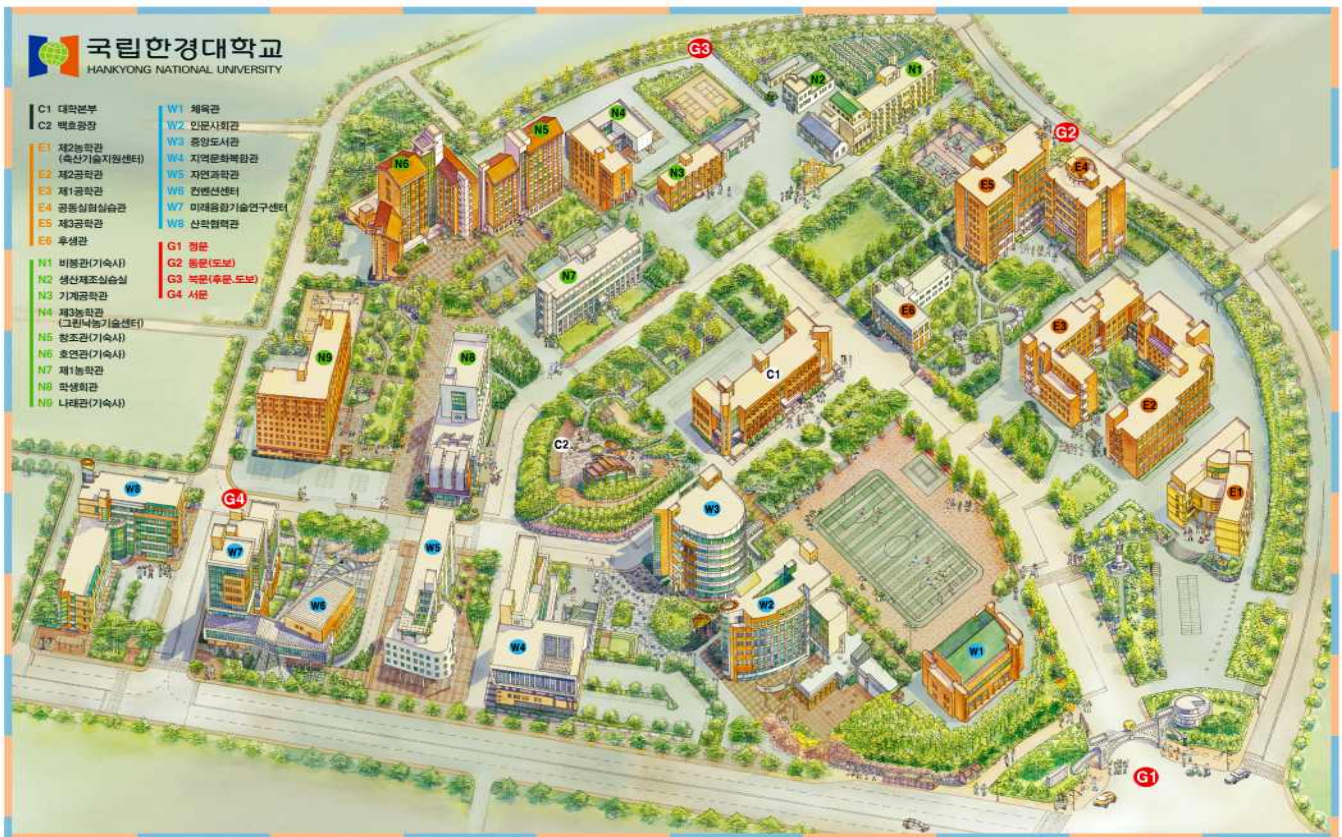 국립한경대학교
HANKYONG NATIONAL UNIVERSITY
C1 대학본부
C2 백호광장
E1 제2농학관
(축산기술지원센터)
E2 제2공학관
E3 제1공학관
E4 공동실험실습관
E5 제3공학관
E6 후생관
N1 비봉관(기숙사)
N2 생산제조실습실
N3 기계공학관
N4 제3농학관
(그린낙농기술센터)
N5 창조관(기숙사)
N6 호연관(기숙사)
N7 제1농학관
N8 학생회관
N9 나래관(기숙사)
W1 체육관
W2 인문사회관
W3 중앙도서관
W4 지역문화복합관
W5 자연과학관
W6 컨벤션센터
W7 미래융합기술연구센터
W8 산학협력관
G1 정문
G2 동문(도보)
G3 북문(후문.도보)
G4 서문
G3
N2
N1
N4
N5
G2
N6
N3
E5
E4
N7
E6
E3
N9
N8
C1
E2
C2
W8
G4
W3
E1
W7
W5
W6
W2
W4
W1
G1